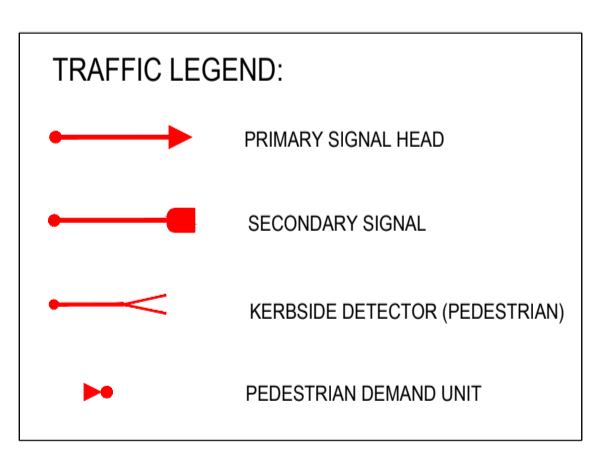 TRAFFIC LEGEND:
PRIMARY SIGNAL HEAD
SECONDARY SIGNAL
KERBSIDE DETECTOR (PEDESTRIAN)
PEDESTRIAN DEMAND UNIT